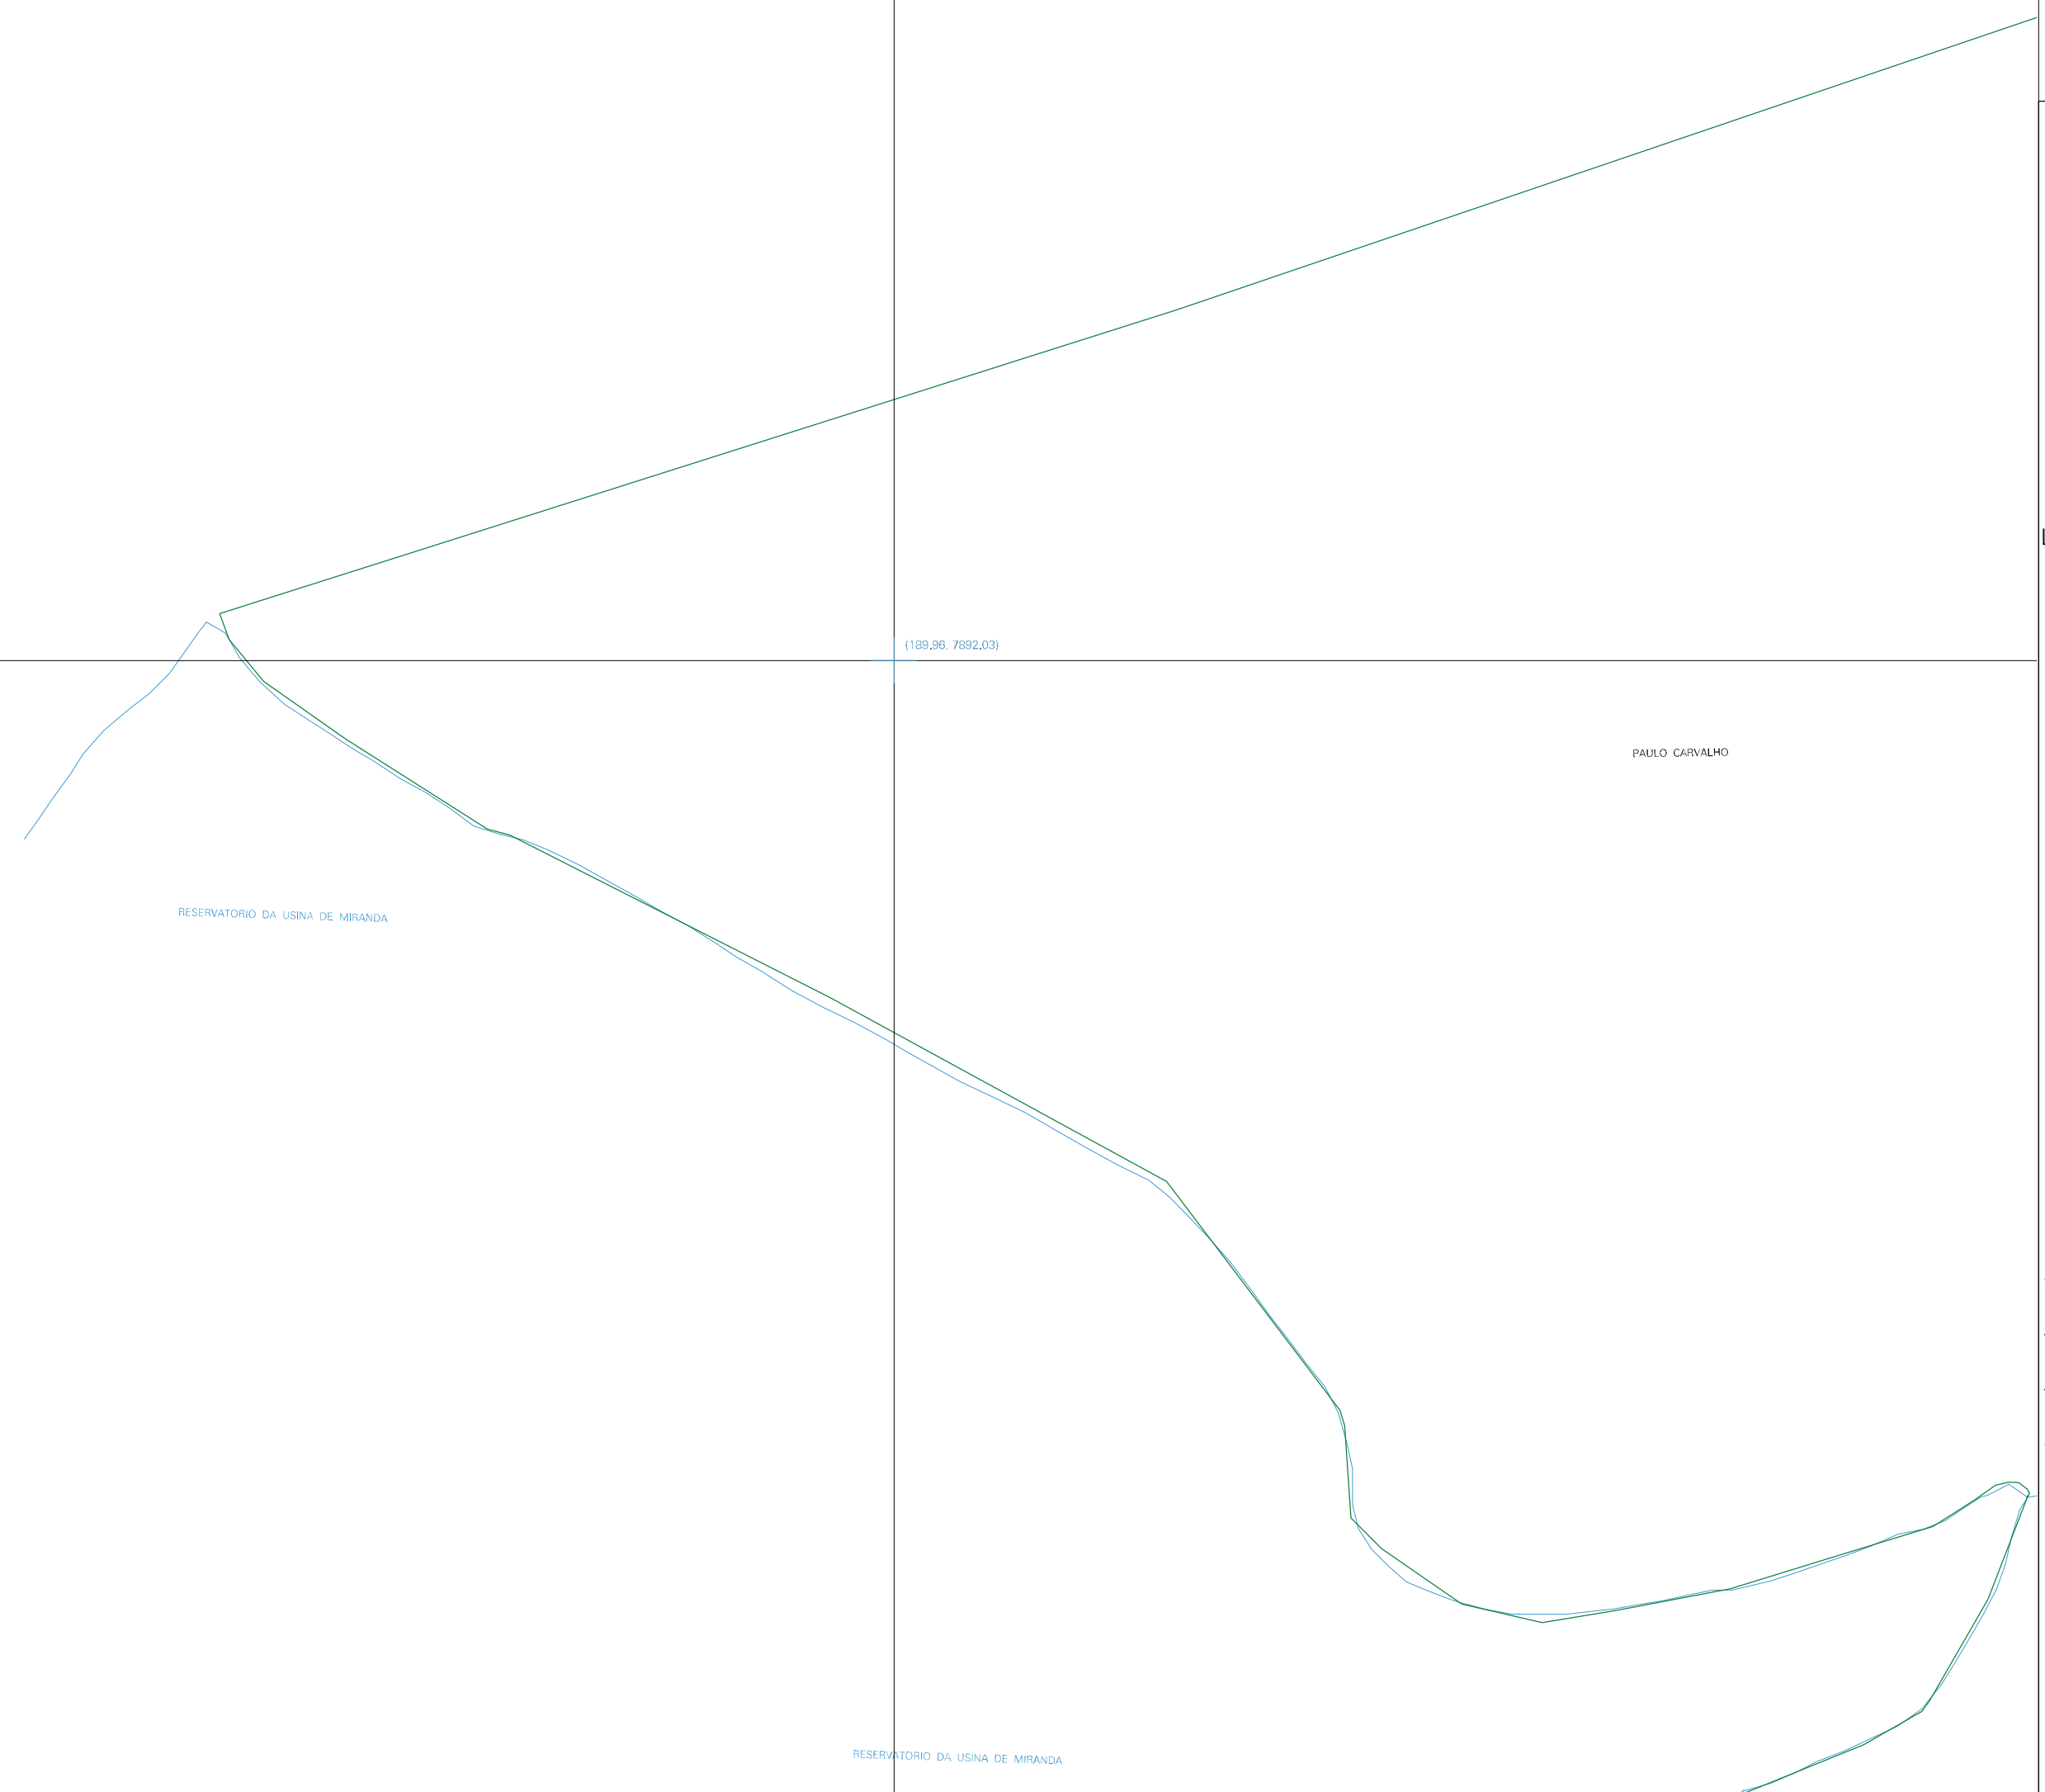 (189.96, 7892.03)
PAULO CARVALHO
RESERVATORIO DA USINA DE MIRANDA
RESERVATORIO DA USINA DE MIRANDA